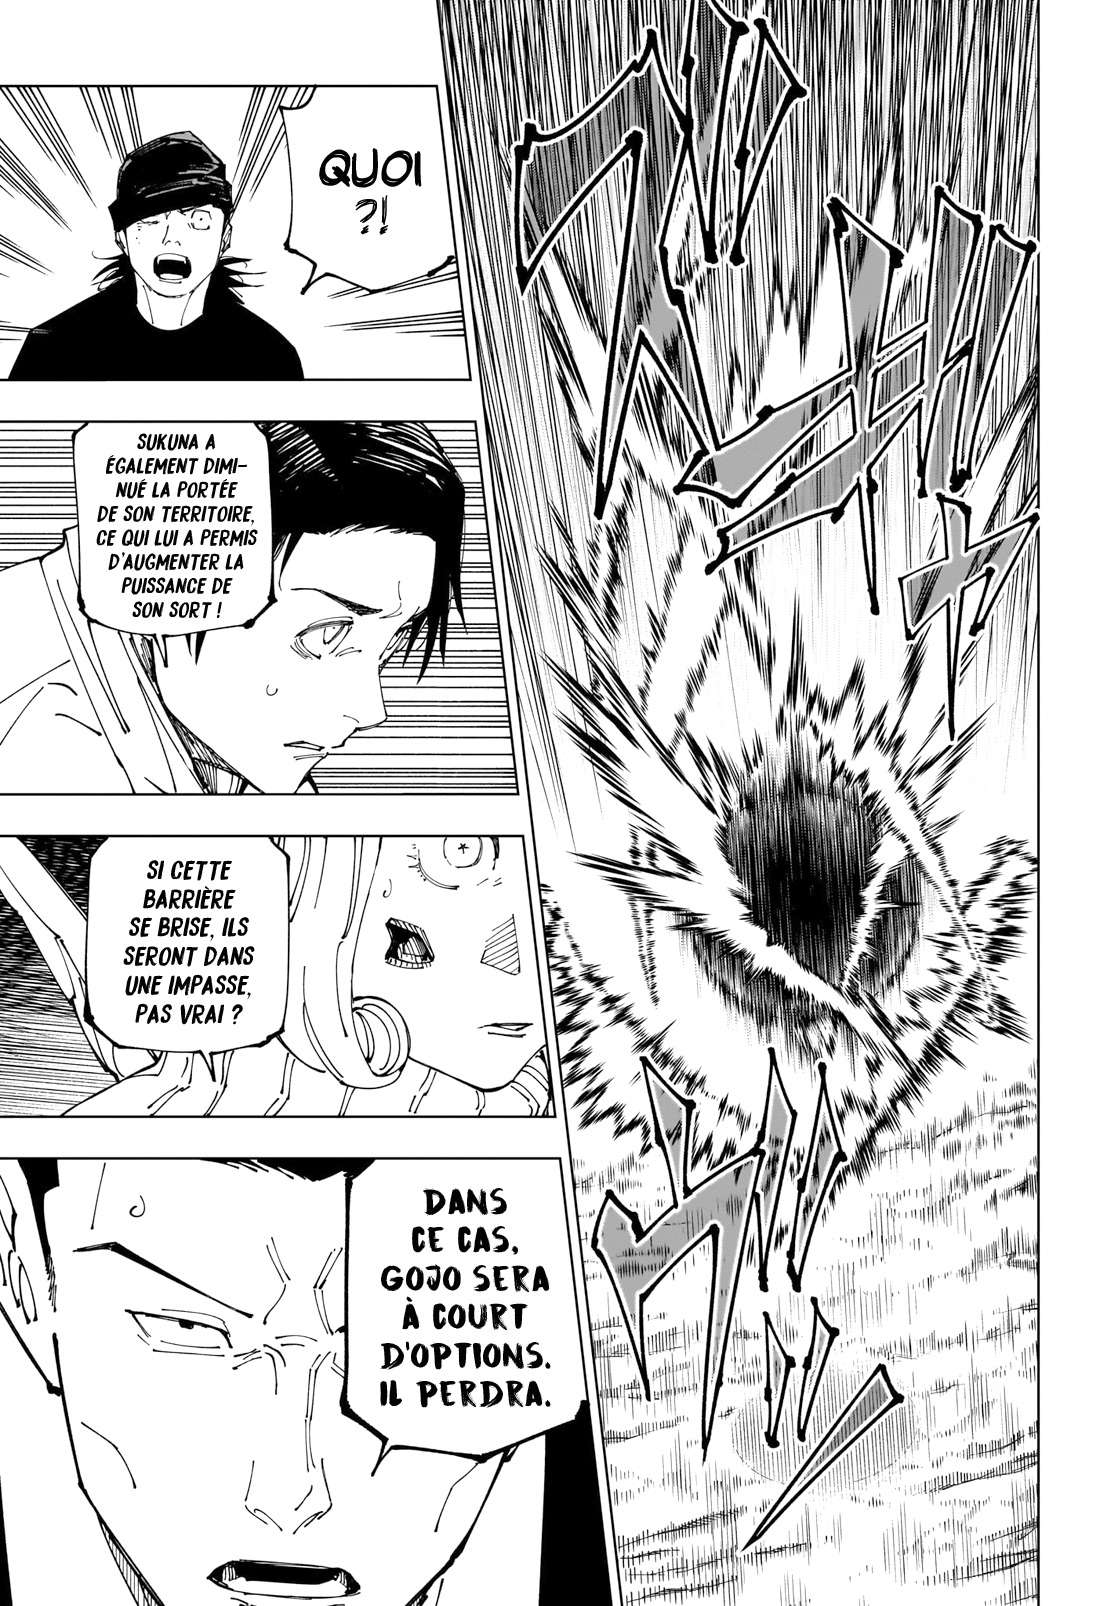 QUOI
?!
SUKUNA A
ÉGALEMENT DIMI-
NUÉ LA PORTÉE
DE SON TERRITOIRE,
CE QUI LUI A PERMIS
D'AUGMENTER LA
PUISSANCE DE
SON SORT !
SI CETTE
BARRIÈRE
SE BRISE, ILS
SERONT DANS
UNE IMPASSE,
PAS VRAI ?
DANS
CE CAS,
GOJO SERA
À COURT
D'OPTIONS.
IL PERDRA.